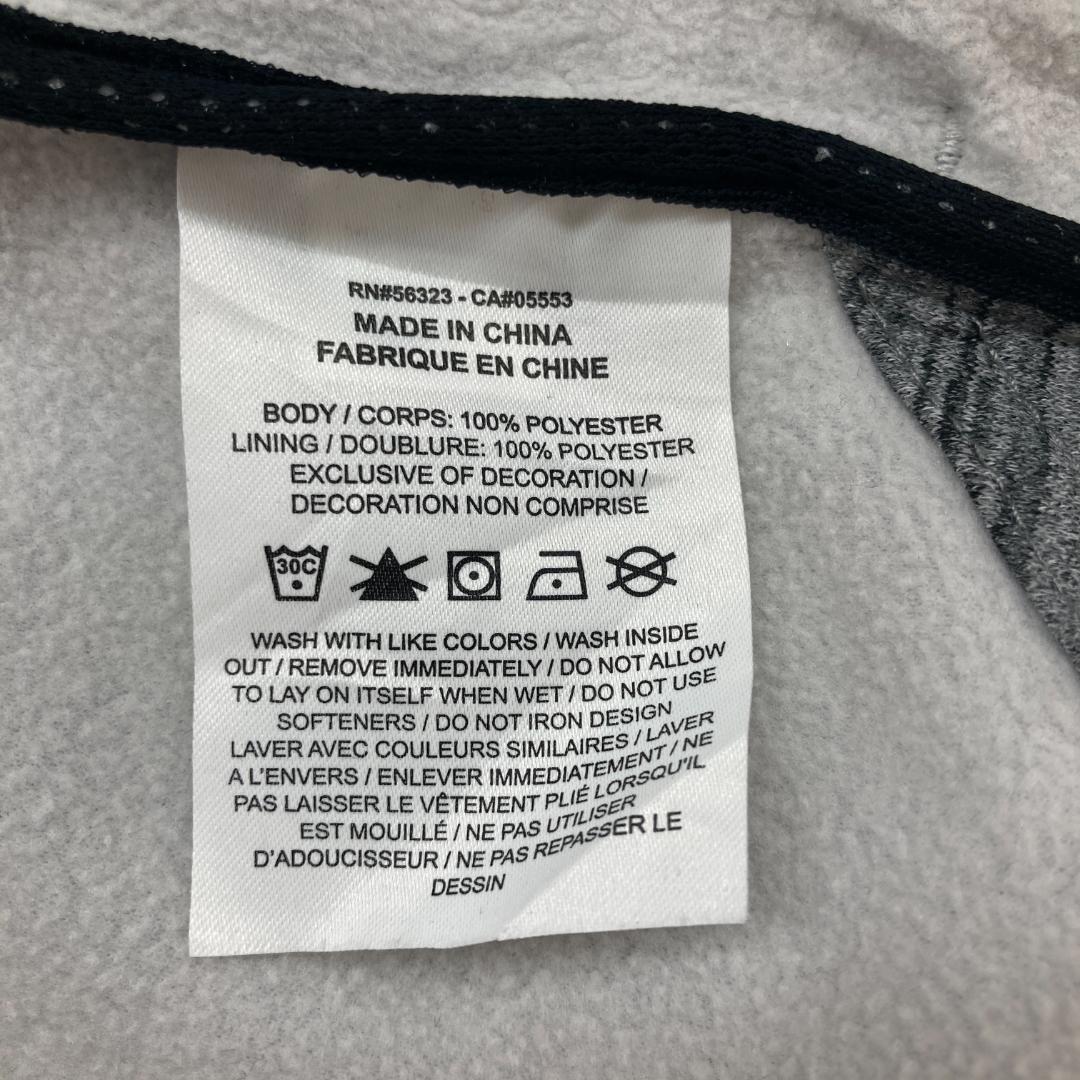 RN#56323 - CA#05553
MADE IN CHINA
FABRIQUE EN CHINE
BODY / CORPS: 100% POLYESTER
LINING / DOUBLURE: 100% POLYESTER
EXCLUSIVE OF DECORATION /
DECORATION NON COMPRISE
30C
WASH WITH LIKE COLORS / WASH INSIDE
OUT / REMOVE IMMEDIATELY / DO NOT ALLOW
TO LAY ON ITSELF WHEN WET / DO NOT USE
SOFTENERS / DO NOT IRON DESIGN
LAVER AVEC COULEURS SIMILAIRES / LAVER
A L'ENVERS / ENLEVER IMMEDIATEMENT / NE
PAS LAISSER LE VÊTEMENT PLIÉ LORSQU'IL
EST MOUILLÉ / NE PAS UTILISER
D'ADOUCISSEUR / NE PAS REPASSER LE
DESSIN